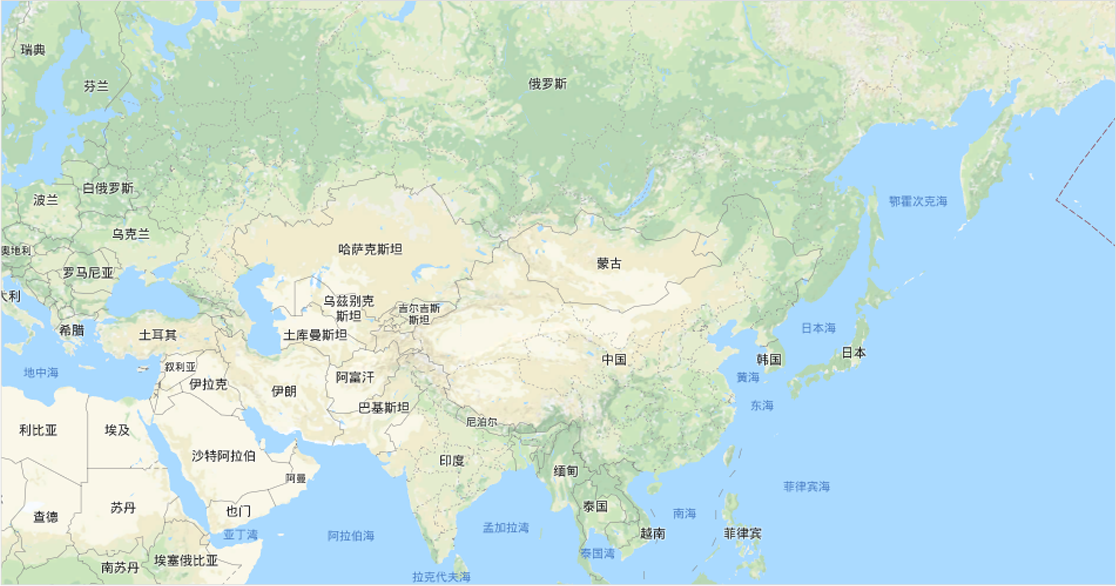 瑞典
芬兰
俄罗斯
白俄罗斯
波兰
鄂霍次克海
乌克兰
奥地利
哈萨克斯坦
蒙古
罗马尼亚
大利
乌兹别克
斯坦
吉尔吉斯
斯坦
希腊
土耳其
土库曼斯坦
日本海
日本
中国
韩国
叙利亚
地中海
伊拉克
伊朗
阿富汗
黄海
巴基斯坦
东海
尼泊尔
利比亚
埃及
沙特阿拉伯
印度
缅甸
阿曼
菲律宾海
苏丹
也门
泰国
南海
查德
亚丁湾
阿拉伯海
孟加拉湾
越南
菲律宾
泰国湾
埃塞俄比亚
南苏丹
拉克代夫海